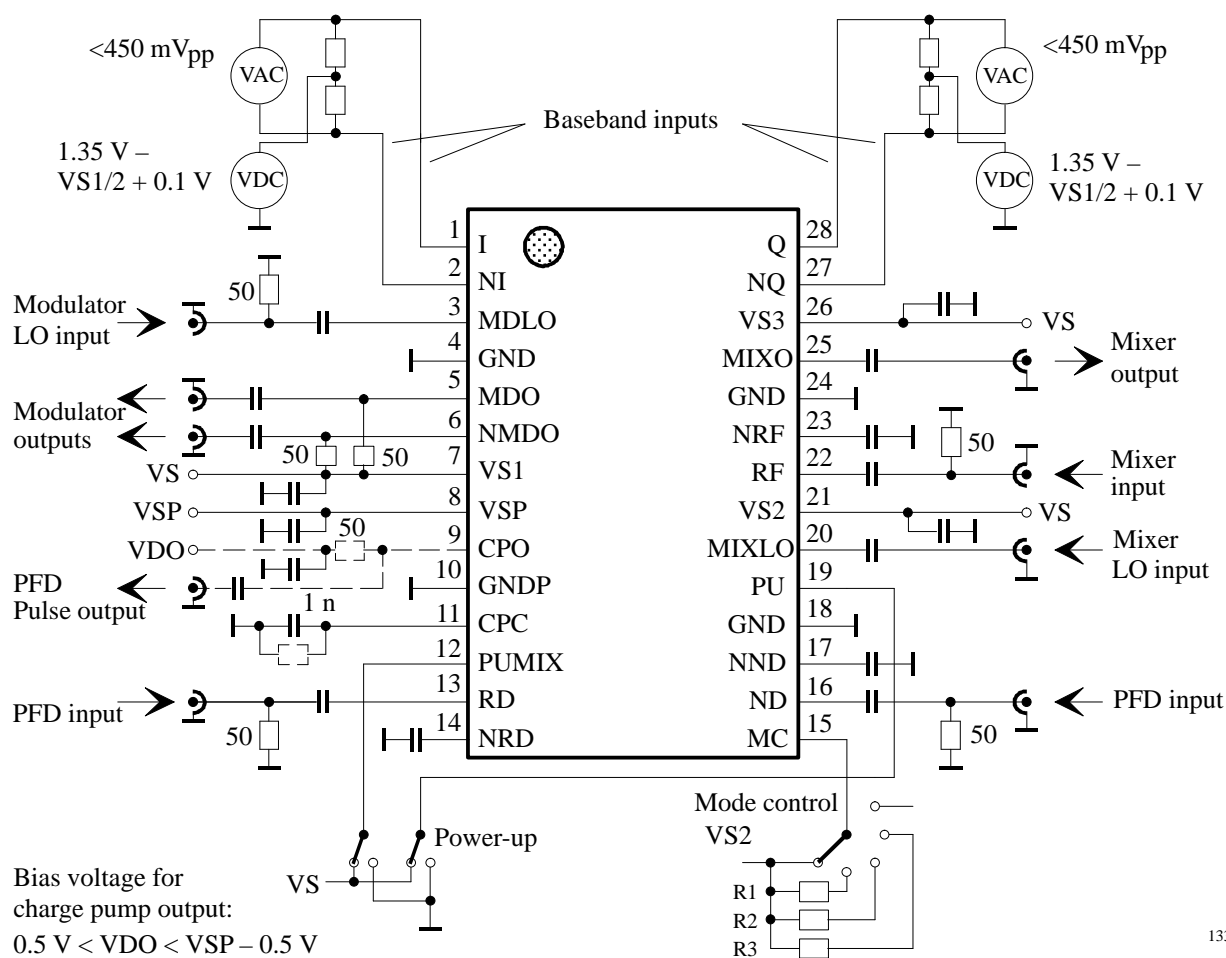 <450 mVpp
VAC
1.35 V –
VS1/2 + 0.1 V
VDC
Baseband inputs
<450 mVpp
VAC
1.35 V –
VS1/2 + 0.1 V
VDC
1
I
2
NI
50
Modulator
LO input
3
MDLO
4
GND
5
MDO
Modulator
outputs
6
NMDO
50
50
VS
7
VS1
VSP
8
VSP
50
VDO
9
CPO
PFD
Pulse output
10
GNDP
1 n
11
CPC
12
PUMIX
PFD input
13
RD
50
14
NRD
28
Q
27
NQ
26
VS3
VS
25
MIXO
Mixer
output
24
GND
23
NRF
50
22
RF
Mixer
input
21
VS2
VS
20
MIXLO
Mixer
LO input
19
PU
18
GND
17
NND
16
ND
PFD input
50
15
MC
Mode control
VS2
R1
R2
R3
Power-up
VS
Bias voltage for
charge pump output:
0.5 V < VDO < VSP – 0.5 V